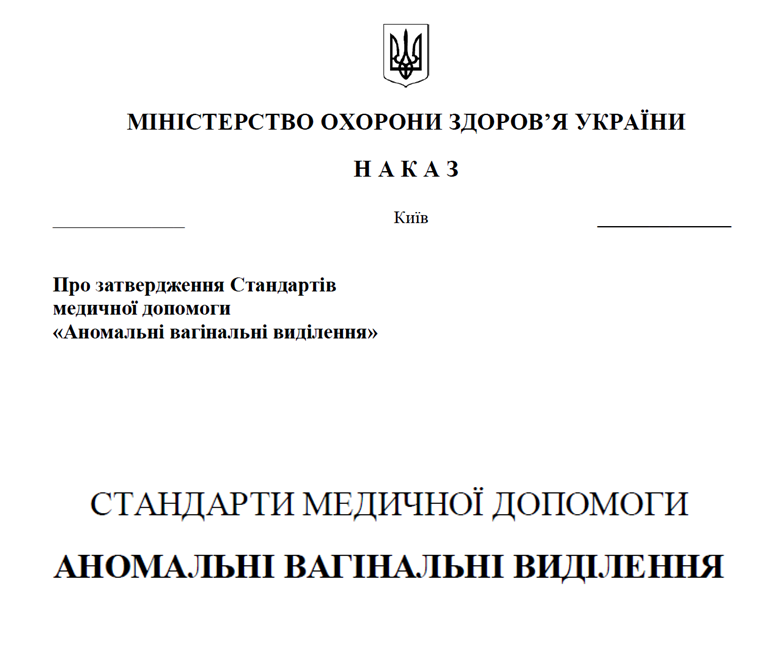 МІНІСТЕРСТВО ОХОРОНИ ЗДОРОВ’Я УКРАЇНИ
Н А К А З
Київ
Про затвердження Стандартів
медичної допомоги
«Аномальні вагінальні виділення»
СТАНДАРТИ МЕДИЧНОЇ ДОПОМОГИ
АНОМАЛЬНІ ВАГІНАЛЬНІ ВИДІЛЕННЯ